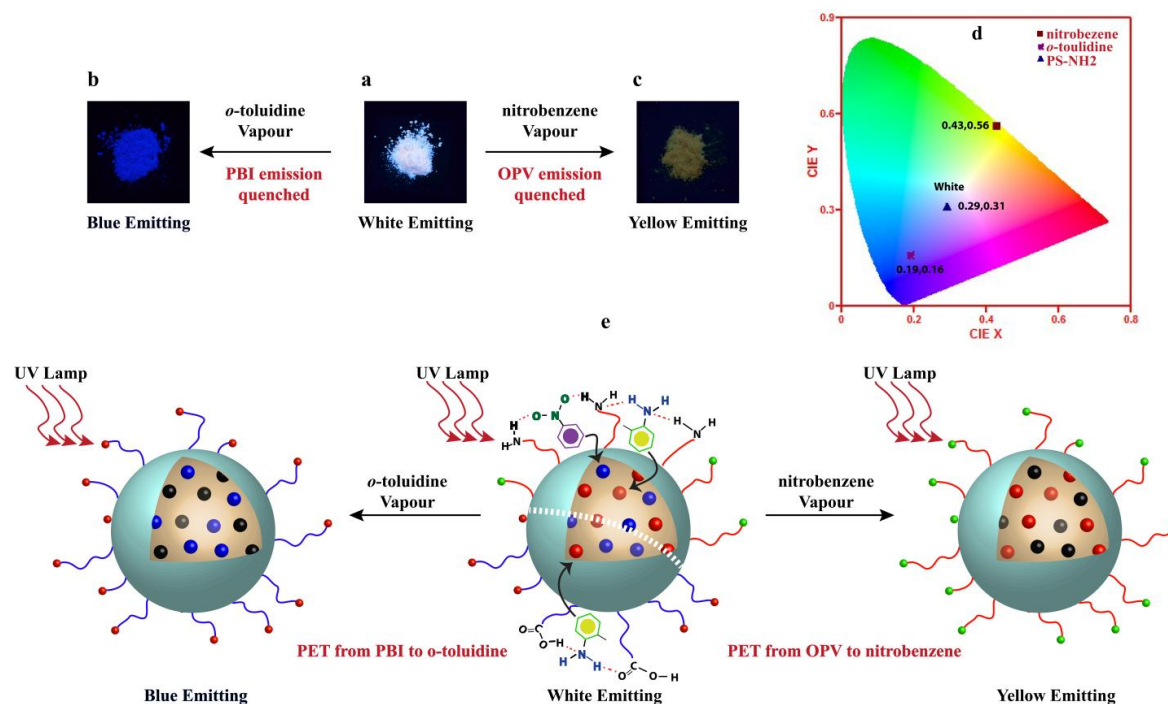 b
a
c
d
o-toluidine
Vapour
PBI emission
quenched
nitrobenzene
Vapour
OPV emission
quenched
Blue Emitting
White Emitting
Yellow Emitting
0.9
0.6
0.3
0
0
0.2
0.4
0.6
0.8
CIE Y
CIE X
nitrobezene
o-toulidine
PS-NH2
0.43,0.56
White
0.29,0.31
0.19,0.16
e
UV Lamp
UV Lamp
UV Lamp
O
O
N
H
H
N
H
N
H
H
N
H
H
N
H
o-toluidine
Vapour
nitrobenzene
Vapour
O
C
O
H
N
H
H
C
O
O
H
PET from PBI to o-toluidine
PET from OPV to nitrobenzene
Blue Emitting
White Emitting
Yellow Emitting